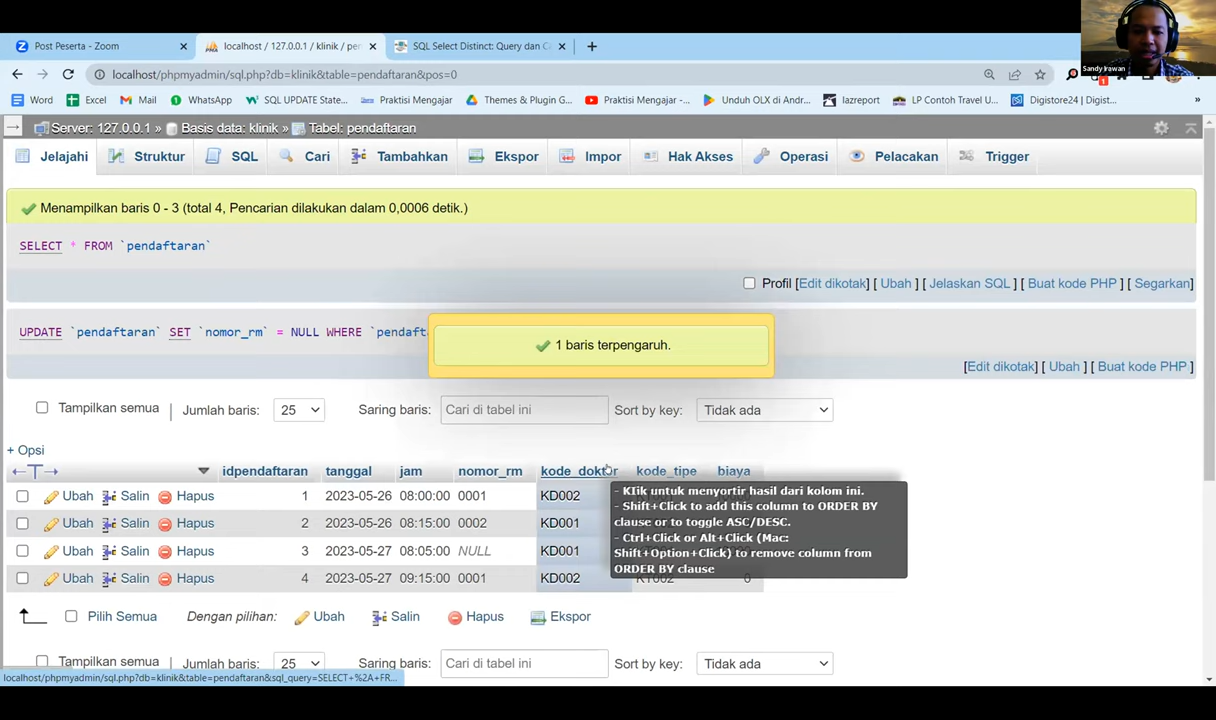 Post Peserta - Zoom
localhost / 127.0.0.1 / klinik / pe
SQL Select Distinct: Query dan C
Sandy Irawan
localhost/phpmyadmin/sql.php?db=klinik&table=pendaftaran&pos=0
Word Excel Mail WhatsApp SQL UPDATE State... Praktisi Mengajar Themes & Plugin G... Praktisi Mengajar -... Unduh OLX di Andr... lazreport LP Contoh Travel U... Digistore24 | Digist... »
Server: 127.0.0.1 » Basis data: klinik » Tabel: pendaftaran
Jelajahi Struktur SQL Cari Tambahkan Ekspor Impor Hak Akses Operasi Pelacakan Trigger
Menampilkan baris 0 - 3 (total 4, Pencarian dilakukan dalam 0,0006 detik.)
SELECT * FROM `pendaftaran`
Profil [Edit dikotak] [ Ubah ] [ Jelaskan SQL ] [ Buat kode PHP ] [ Segarkan]
UPDATE `pendaftaran` SET `nomor_rm` = NULL WHERE `pendaft
1 baris terpengaruh.
[Edit dikotak] [ Ubah ] [ Buat kode PHP ]
Tampilkan semua | Jumlah baris: 25 Saring baris: Cari di tabel ini Sort by key: Tidak ada
+ Opsi
←T→ idpendaftaran tanggal jam nomor_rm kode_dokter kode_tipe biaya
Ubah Salin Hapus 1 2023-05-26 08:00:00 0001 KD002
Ubah Salin Hapus 2 2023-05-26 08:15:00 0002 KD001
Ubah Salin Hapus 3 2023-05-27 08:05:00 NULL KD001
Ubah Salin Hapus 4 2023-05-27 09:15:00 0001 KD002 KT002 0
- Klik untuk menyortir hasil dari kolom ini.
- Shift+Click to add this column to ORDER BY
clause or to toggle ASC/DESC.
- Ctrl+Click or Alt+Click (Mac:
Shift+Option+Click) to remove column from
ORDER BY clause
Pilih Semua Dengan pilihan: Ubah Salin Hapus Ekspor
Tampilkan semua | Jumlah baris: 25 Saring baris: Cari di tabel ini Sort by key: Tidak ada
localhost/phpmyadmin/sql.php?db=klinik&table=pendaftaran&sql_query=SELECT+%2A+FR...